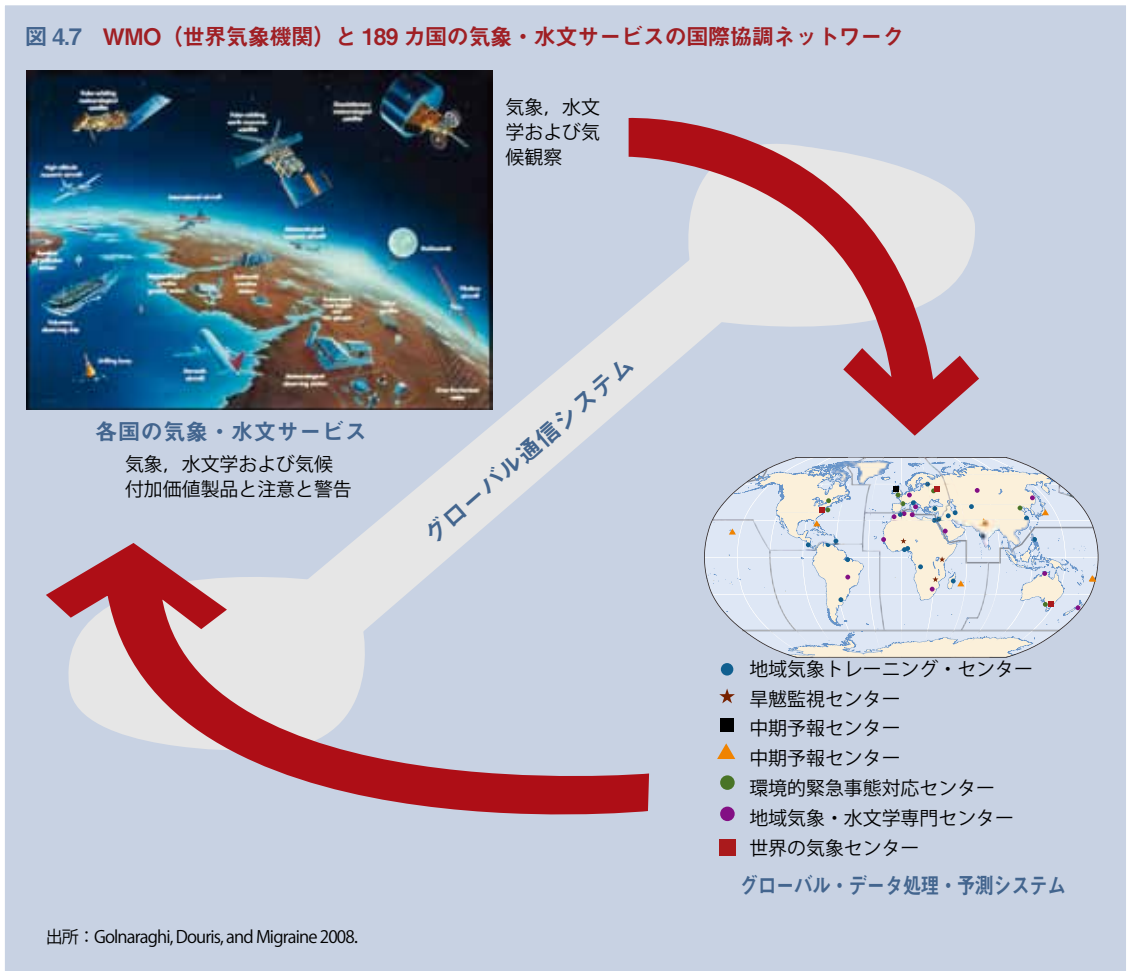 図 4.7 WMO（世界気象機関）と 189 カ国の気象・水文サービスの国際協調ネットワーク
気象，水文
学および気
候観察
各国の気象・水文サービス
気象，水文学および気候
付加価値製品と注意と警告
グローバル通信システム
地域気象トレーニング・センター
旱魃監視センター
中期予報センター
中期予報センター
環境的緊急事態対応センター
地域気象・水文学専門センター
世界の気象センター
グローバル・データ処理・予測システム
出所：Golnaraghi, Douris, and Migraine 2008.